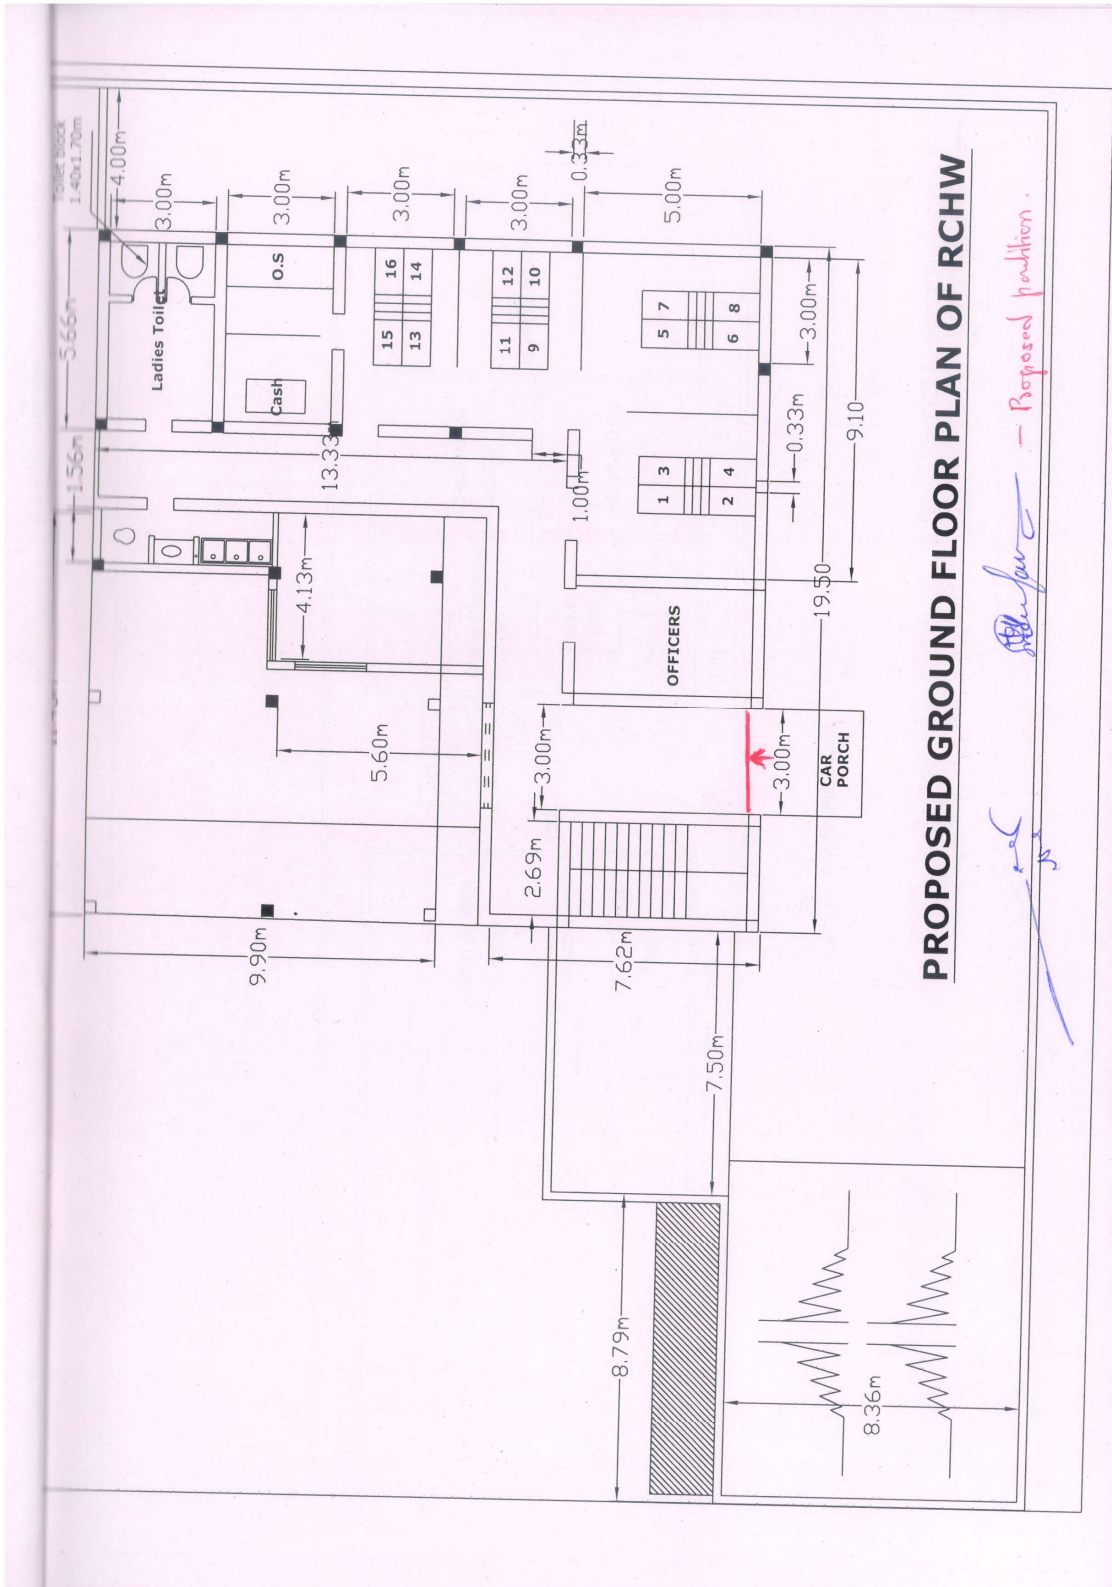 Toilet Block
1.40x1.70m
5.66m
1.56m
4.00m
3.00m
Ladies Toilet
9.90m
3.00m
O.S
Cash
4.13m
13.33m
5.60m
3.00m
16
14
15
13
3.00m
12
10
11
9
0.33m
1.00m
3.00m
2.69m
7.62m
5.00m
5 7
6 8
1 3
2 4
OFFICERS
8.79m
7.50m
3.00m
0.33m
3.00m
19.50
9.10
CAR
PORCH
8.36m
PROPOSED GROUND FLOOR PLAN OF RCHW
— Proposed partition.